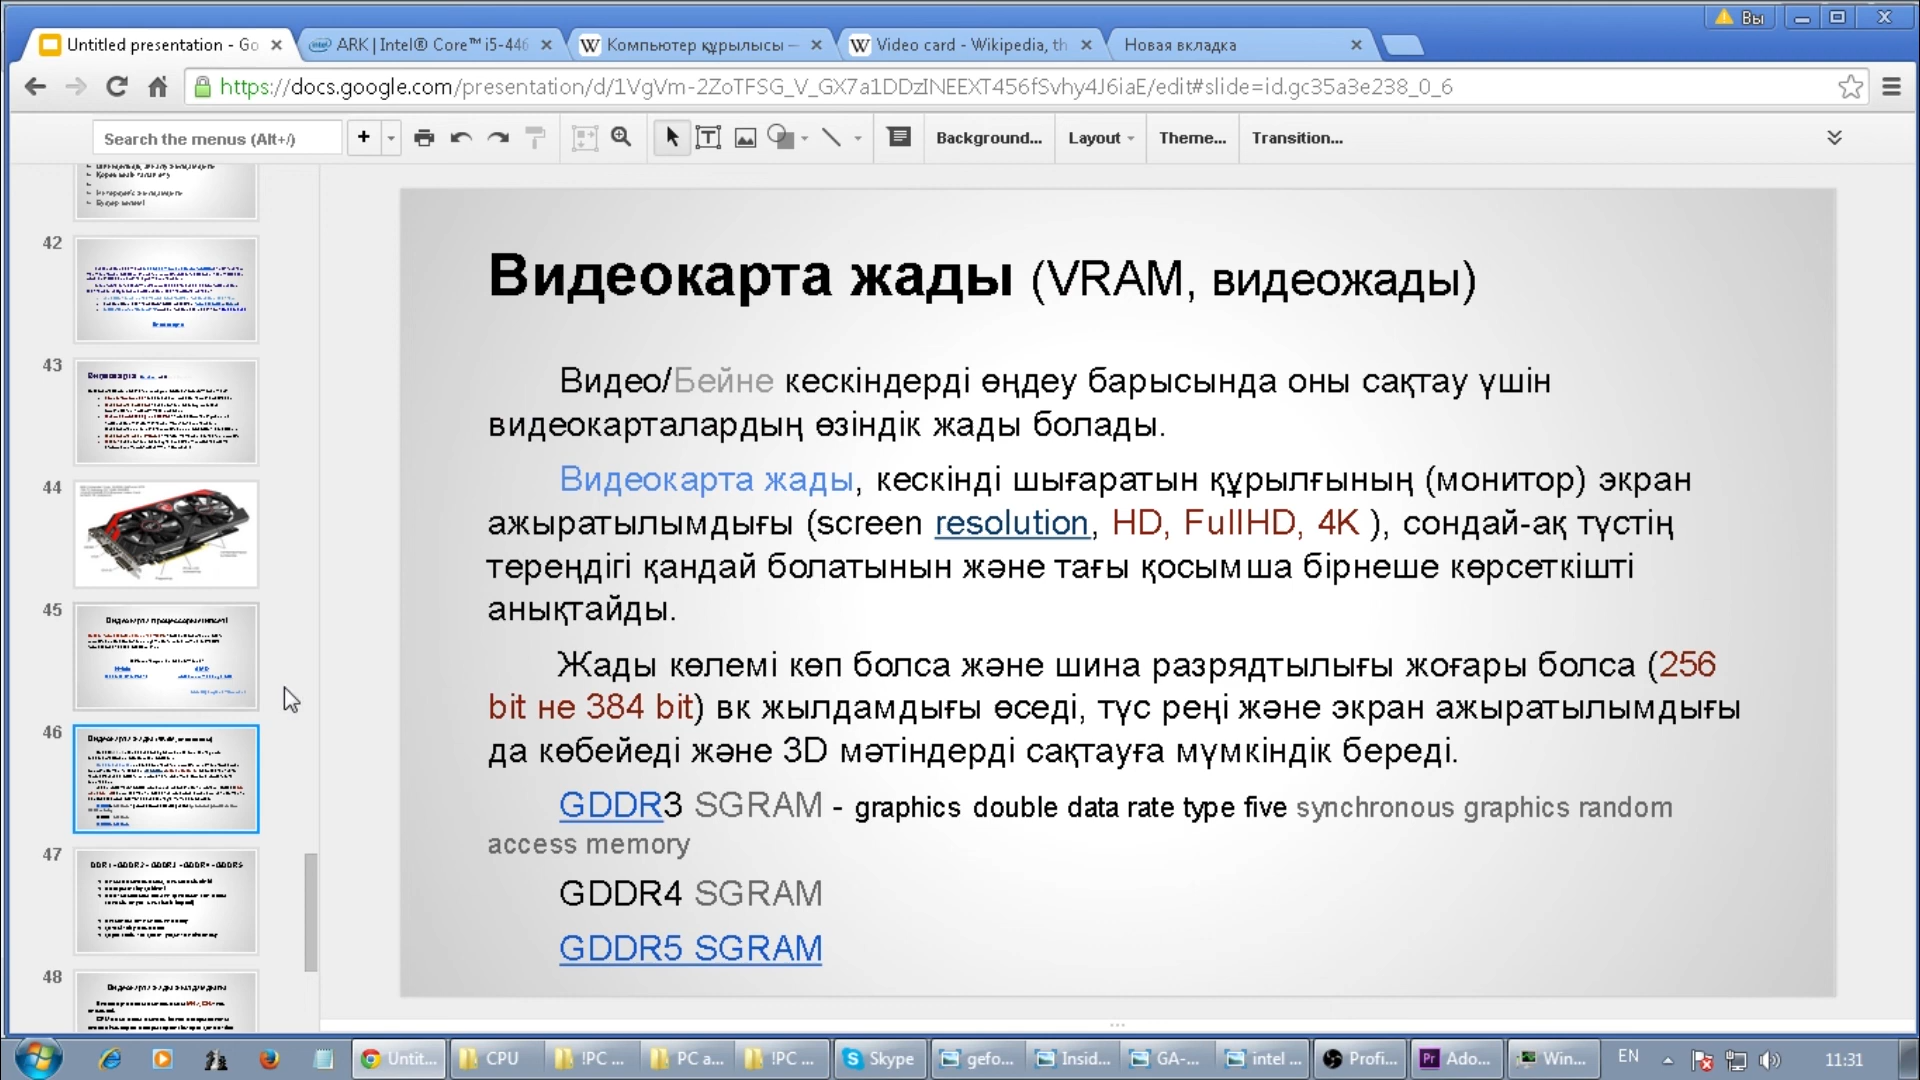 Вы
Untitled presentation - Go
ARK | Intel® Core™ i5-446
Компьютер құрылысы –
Video card - Wikipedia, th
Новая вкладка
https://docs.google.com/presentation/d/1VgVm-2ZoTFSG_V_GX7a1DDzINEEXT456fSvhy4J6iaE/edit#slide=id.gc35a3e238_0_6
Search the menus (Alt+/)
Background...
Layout
Theme...
Transition...
42
43
44
45
46
47
48
Видеокарта жады (VRAM, видеожады)
Видео/Бейне кескіндерді өңдеу барысында оны сақтау үшін
видеокарталардың өзіндік жады болады.
Видеокарта жады, кескінді шығаратын құрылғының (монитор) экран
ажыратылымдығы (screen resolution, HD, FullHD, 4K ), сондай-ақ түстің
тереңдігі қандай болатынын және тағы қосымша бірнеше көрсеткішті
анықтайды.
Жады көлемі көп болса және шина разрядтылығы жоғары болса (256
bit не 384 bit) вк жылдамдығы өседі, түс реңі және экран ажыратылымдығы
да көбейеді және 3D мәтіндерді сақтауға мүмкіндік береді.
GDDR3 SGRAM - graphics double data rate type five synchronous graphics random
access memory
GDDR4 SGRAM
GDDR5 SGRAM
Untit...
CPU
!PC ...
PC a...
!PC ...
Skype
gefo...
Insid...
GA-...
intel ...
Profi...
Ado...
Win...
EN
11:31